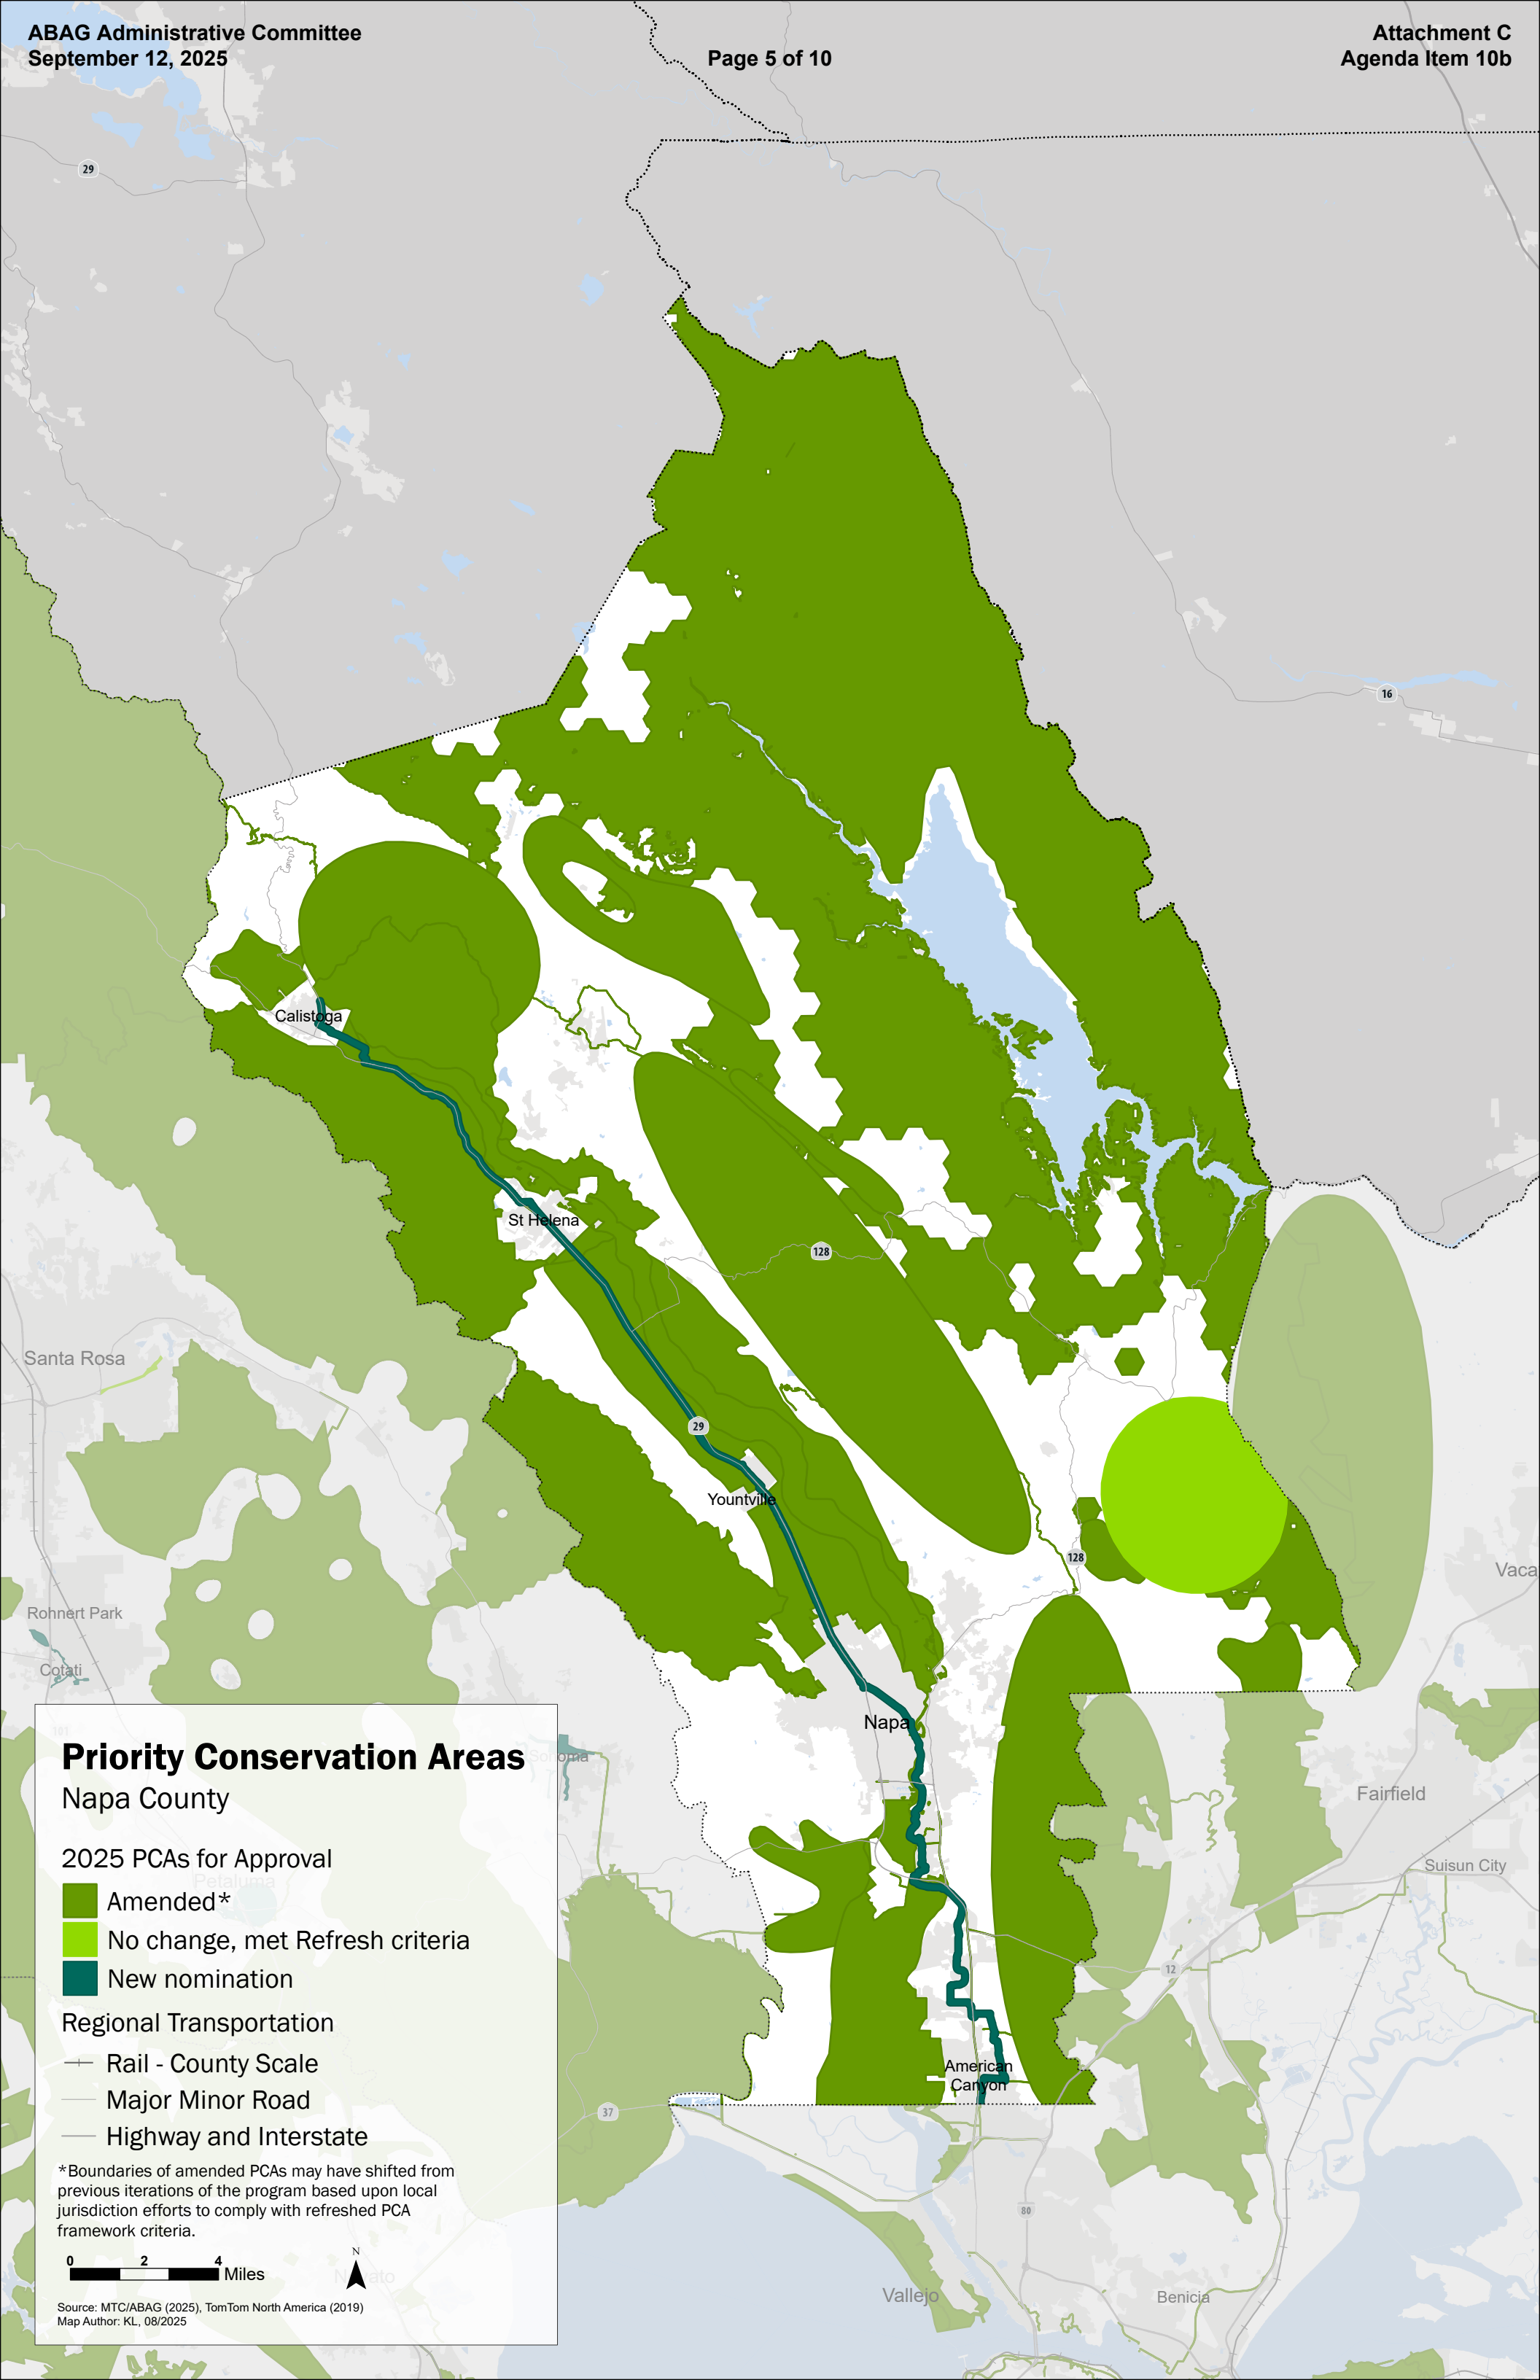 ABAG Administrative Committee
September 12, 2025
Page 5 of 10
Attachment C
Agenda Item 10b
29
16
Calistoga
St Helena
128
Santa Rosa
29
Yountville
128
Vaca
Rohnert Park
Cotati
Napa
101
Sonoma
Fairfield
Suisun City
Petaluma
12
American
Canyon
37
80
Novato
Vallejo
Benicia
Priority Conservation Areas
Napa County
2025 PCAs for Approval
Amended*
No change, met Refresh criteria
New nomination
Regional Transportation
Rail - County Scale
Major Minor Road
Highway and Interstate
*Boundaries of amended PCAs may have shifted from
previous iterations of the program based upon local
jurisdiction efforts to comply with refreshed PCA
framework criteria.
0 2 4
Miles
N
Source: MTC/ABAG (2025), TomTom North America (2019)
Map Author: KL, 08/2025